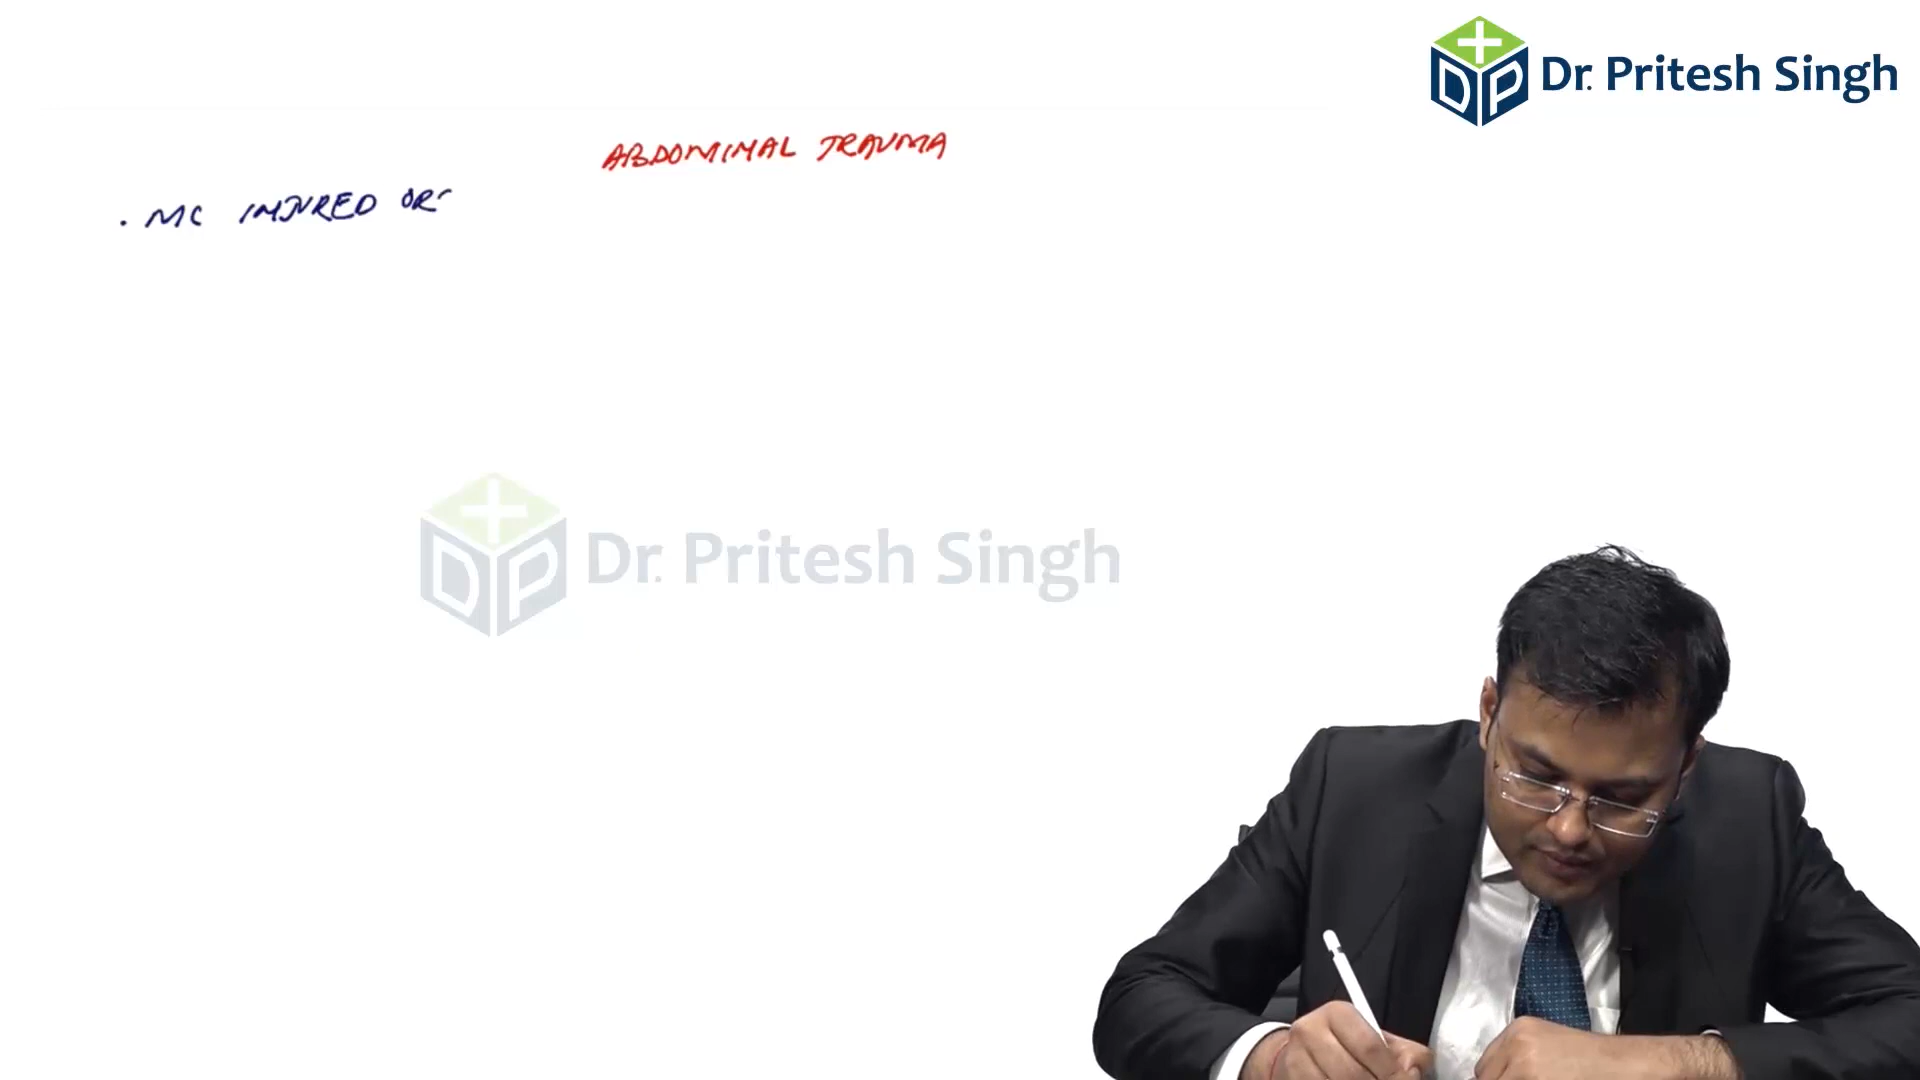 Dr. Pritesh Singh
ABDOMINAL TRAUMA
. MC INJURED OR
Dr. Pritesh Singh